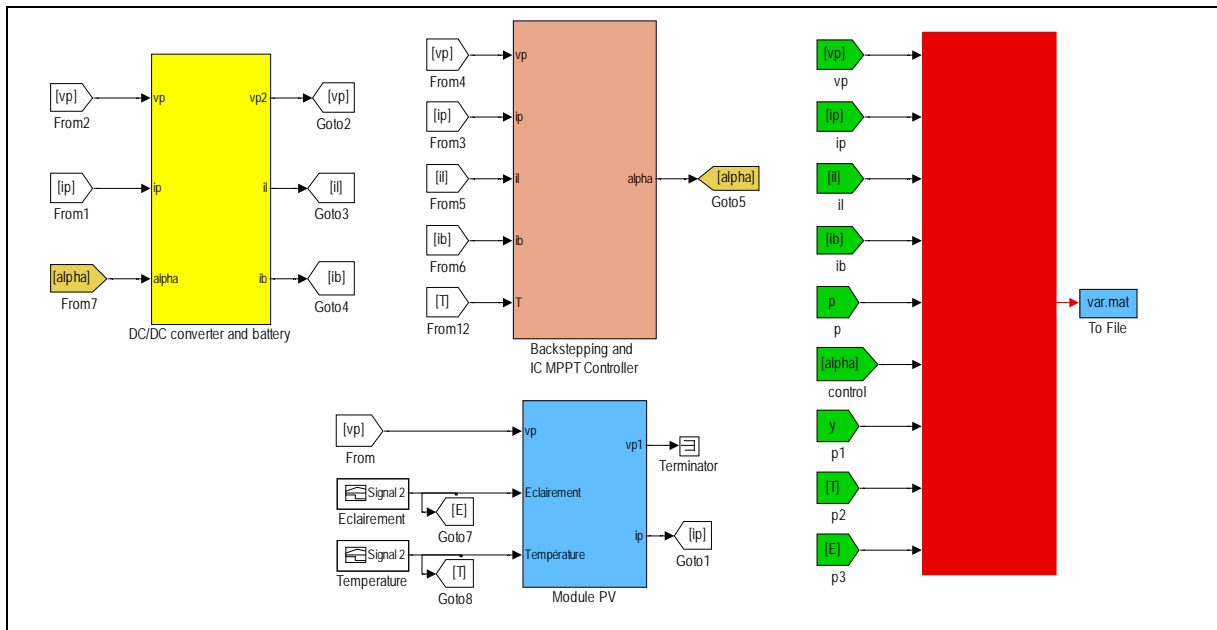 [vp]
From2
[ip]
From1
[alpha]
From7
vp
ip
alpha
vp2
il
ib
DC/DC converter and battery
[vp]
Goto2
[il]
Goto3
[ib]
Goto4
[vp]
From4
[ip]
From3
[il]
From5
[ib]
From6
[T]
From12
vp
ip
il
ib
T
alpha
Backstepping and
IC MPPT Controller
[alpha]
Goto5
[vp]
From
Signal 2
Eclairement
[E]
Goto7
Signal 2
Temperature
[T]
Goto8
vp
Eclairement
Température
vp1
ip
Module PV
Terminator
[ip]
Goto1
[vp]
vp
[ip]
ip
[il]
il
[ib]
ib
p
p
[alpha]
control
y
p1
[T]
p2
[E]
p3
var.mat
To File